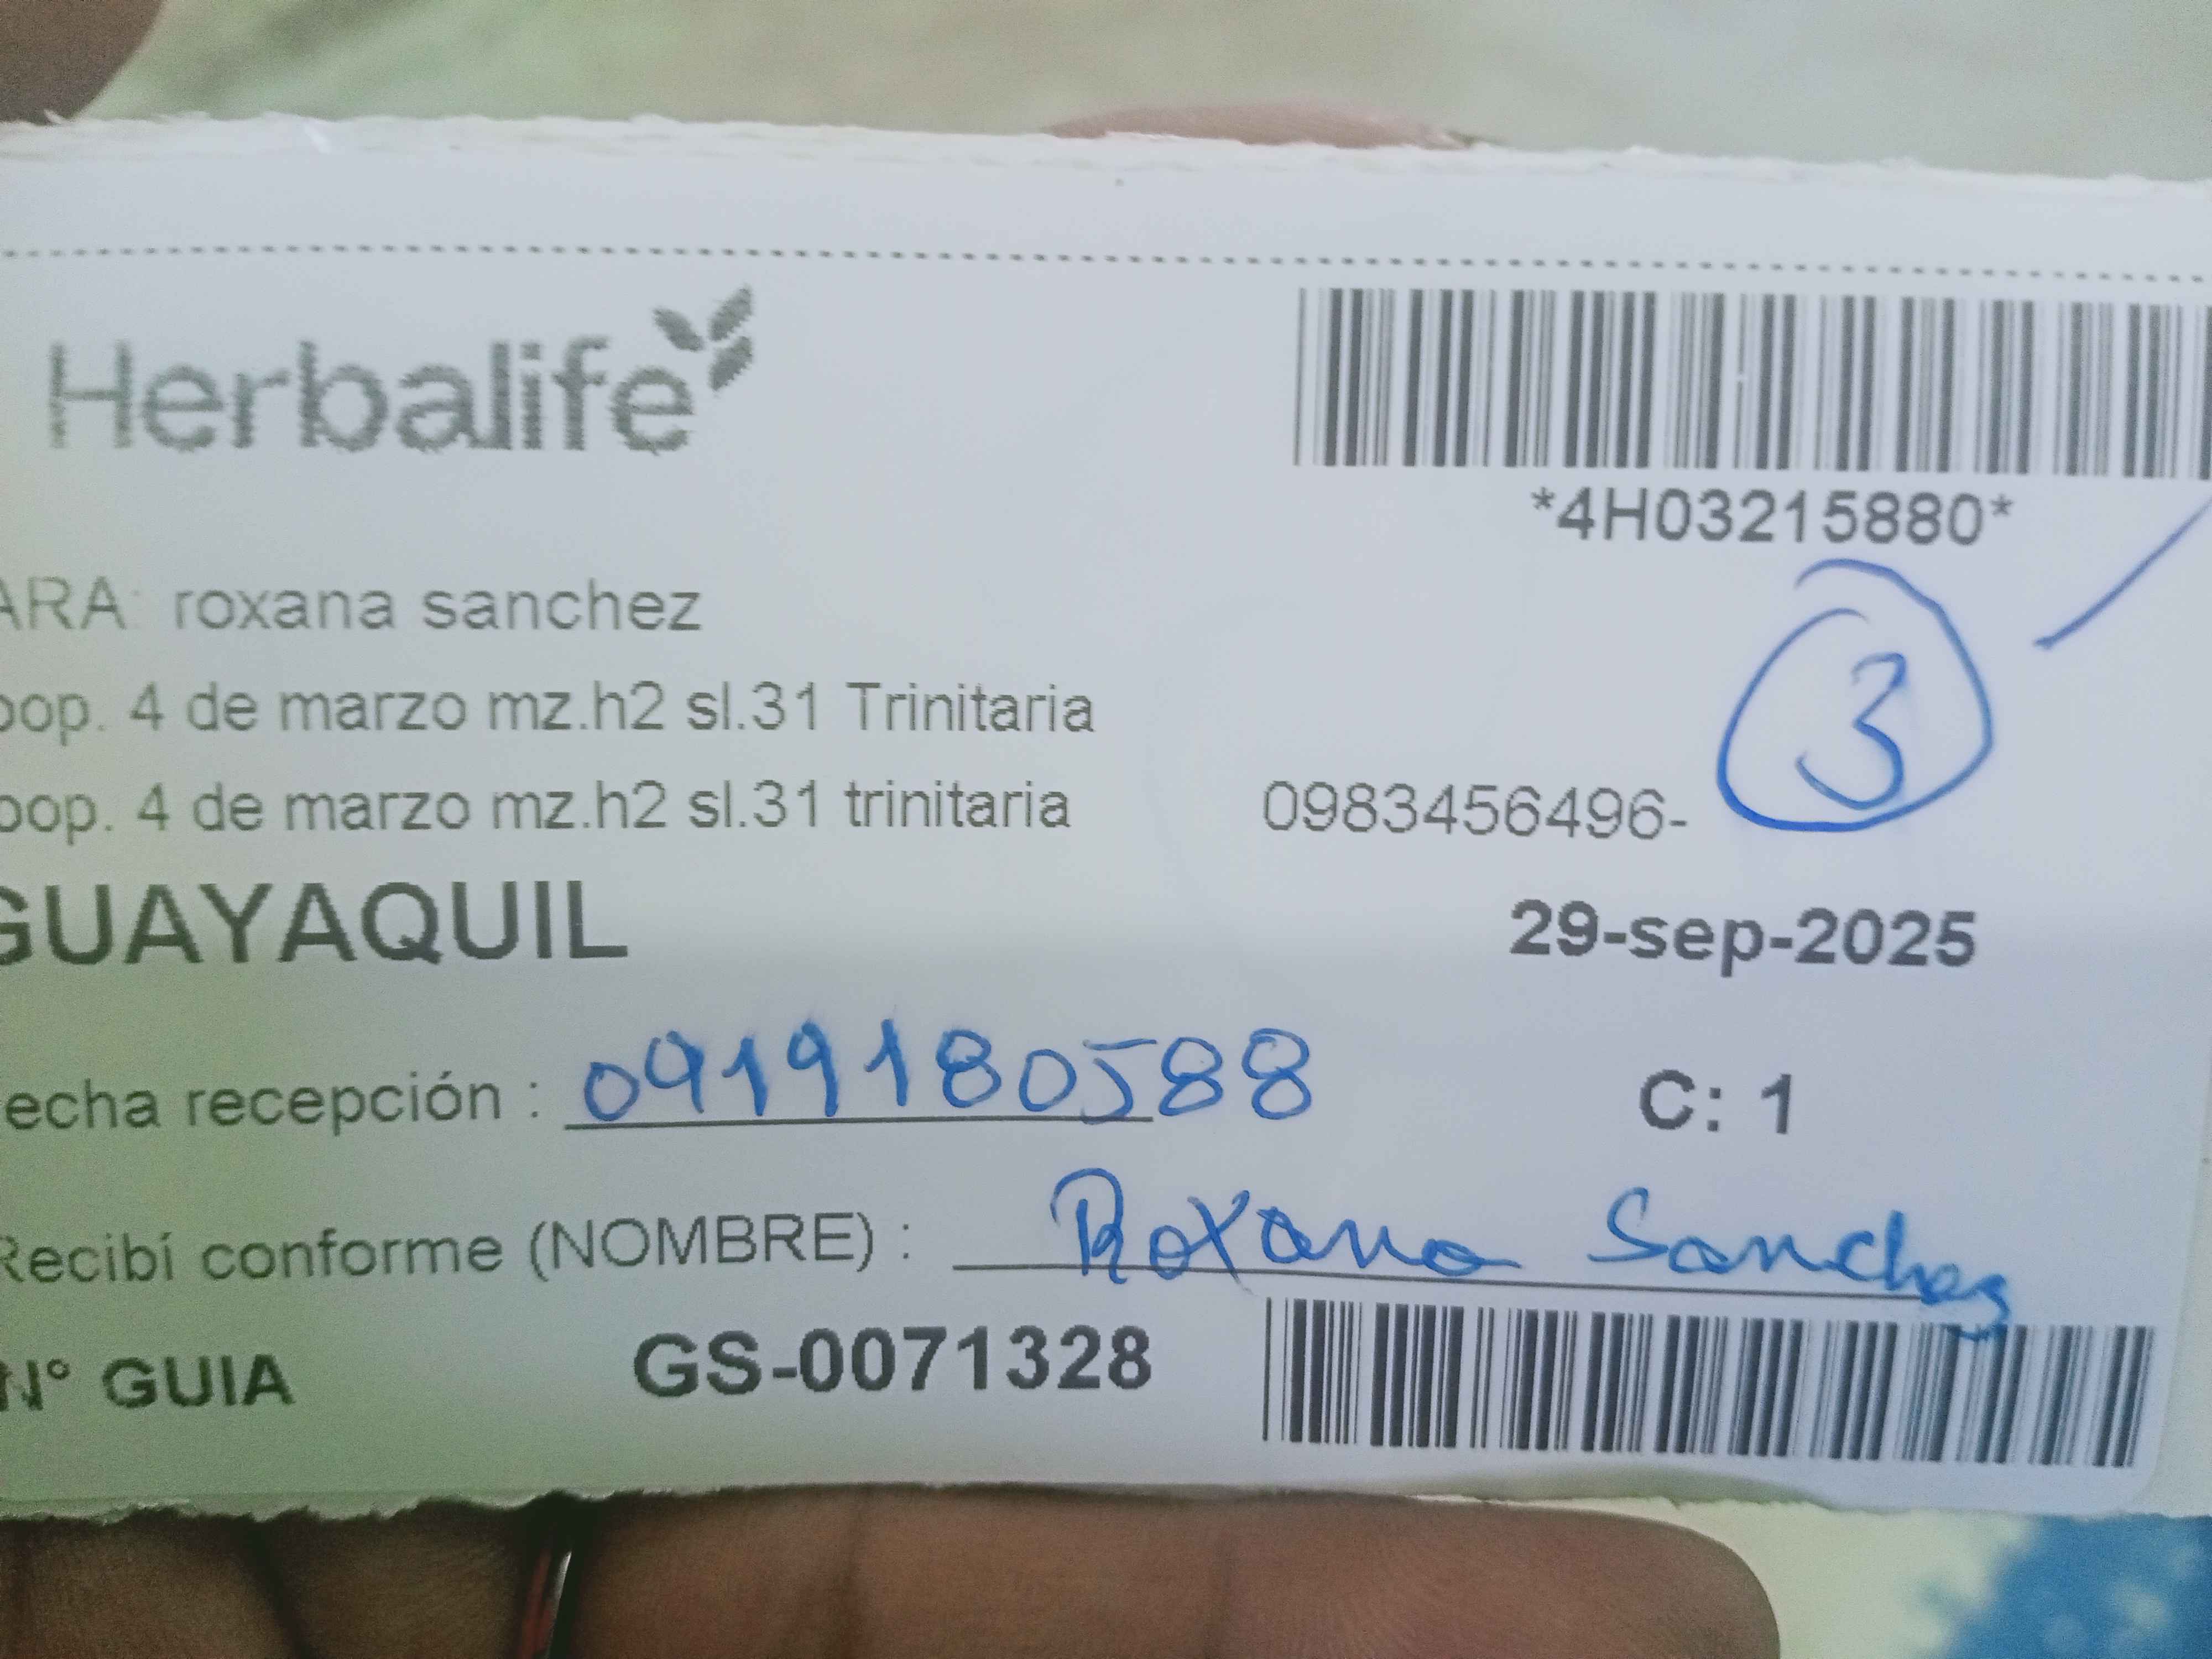 Herbalife
*4H03215880*
ARA: roxana sanchez
3
oop. 4 de marzo mz.h2 sl.31 Trinitaria
oop. 4 de marzo mz.h2 sl.31 trinitaria 0983456496-
GUAYAQUIL 29-sep-2025
echa recepción : 0919180588 C: 1
Recibí conforme (NOMBRE) : Roxana Sanchez
N° GUIA GS-0071328